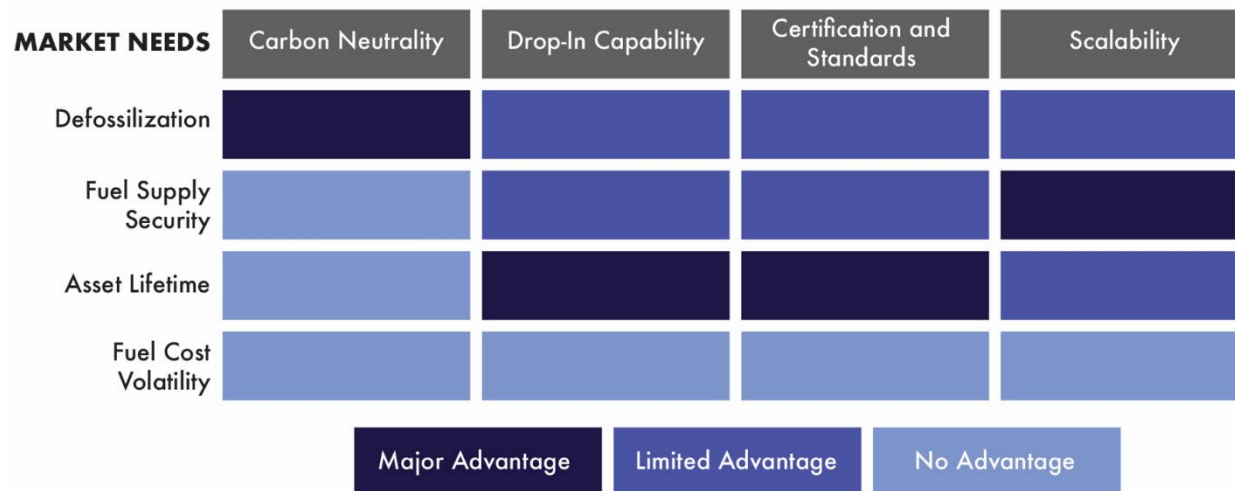 MARKET NEEDS
Carbon Neutrality
Drop-In Capability
Certification and
Standards
Scalability
Defossilization
Fuel Supply
Security
Asset Lifetime
Fuel Cost
Volatility
Major Advantage
Limited Advantage
No Advantage